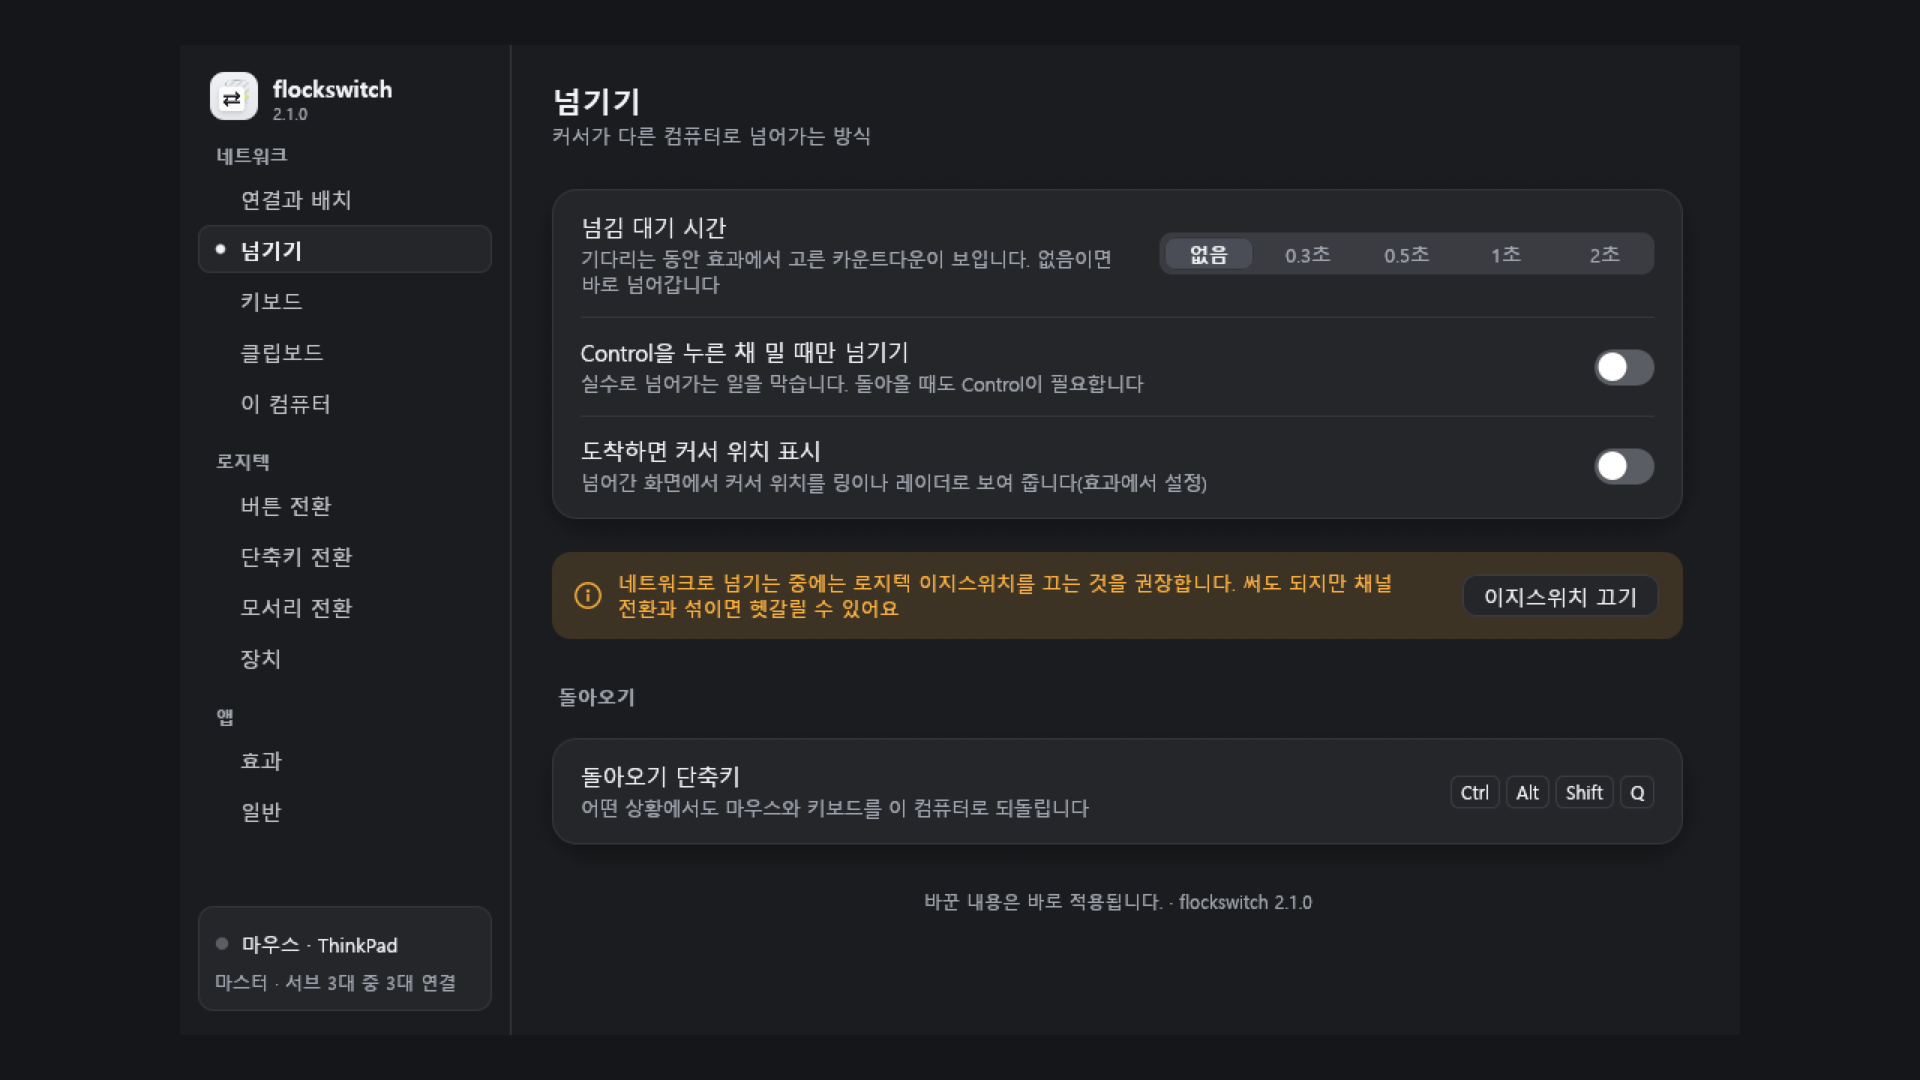 flockswitch
2.1.0
네트워크
연결과 배치
넘기기
키보드
클립보드
이 컴퓨터
로지텍
버튼 전환
단축키 전환
모서리 전환
장치
앱
효과
일반
마우스 · ThinkPad
마스터 · 서브 3대 중 3대 연결
넘기기
커서가 다른 컴퓨터로 넘어가는 방식
넘김 대기 시간
기다리는 동안 효과에서 고른 카운트다운이 보입니다. 없음이면
바로 넘어갑니다
없음 0.3초 0.5초 1초 2초
Control을 누른 채 밀 때만 넘기기
실수로 넘어가는 일을 막습니다. 돌아올 때도 Control이 필요합니다
도착하면 커서 위치 표시
넘어간 화면에서 커서 위치를 링이나 레이더로 보여 줍니다(효과에서 설정)
네트워크로 넘기는 중에는 로지텍 이지스위치를 끄는 것을 권장합니다. 써도 되지만 채널
전환과 섞이면 헷갈릴 수 있어요
이지스위치 끄기
돌아오기
돌아오기 단축키
어떤 상황에서도 마우스와 키보드를 이 컴퓨터로 되돌립니다
Ctrl Alt Shift Q
바꾼 내용은 바로 적용됩니다. · flockswitch 2.1.0